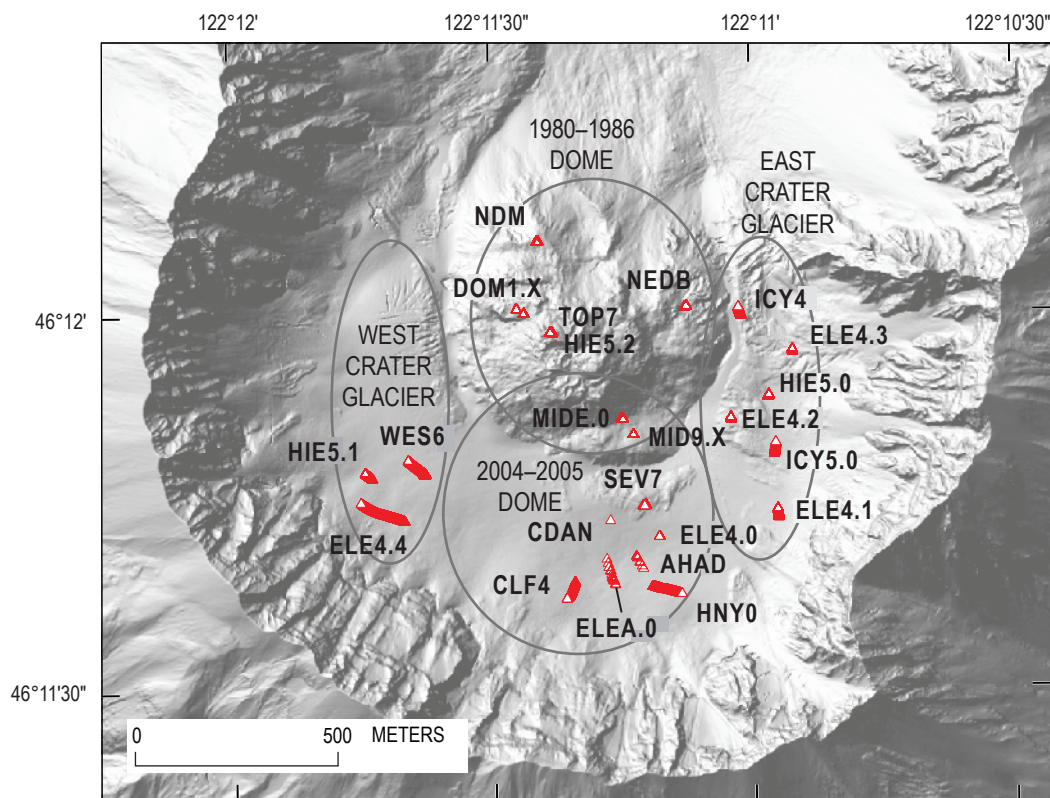 122°12'
122°11'30"
122°11'
122°10'30"
1980–1986
DOME
EAST
CRATER
GLACIER
NDM
NEDB
DOM1.X
ICY4
46°12'
TOP7
HIE5.2
ELE4.3
WEST
CRATER
GLACIER
HIE5.0
MIDE.0
ELE4.2
WES6
MID9.X
HIE5.1
ICY5.0
2004–2005
DOME
SEV7
ELE4.1
CDAN
ELE4.0
ELE4.4
AHAD
CLF4
HNY0
ELEA.0
46°11'30"
0
500
METERS